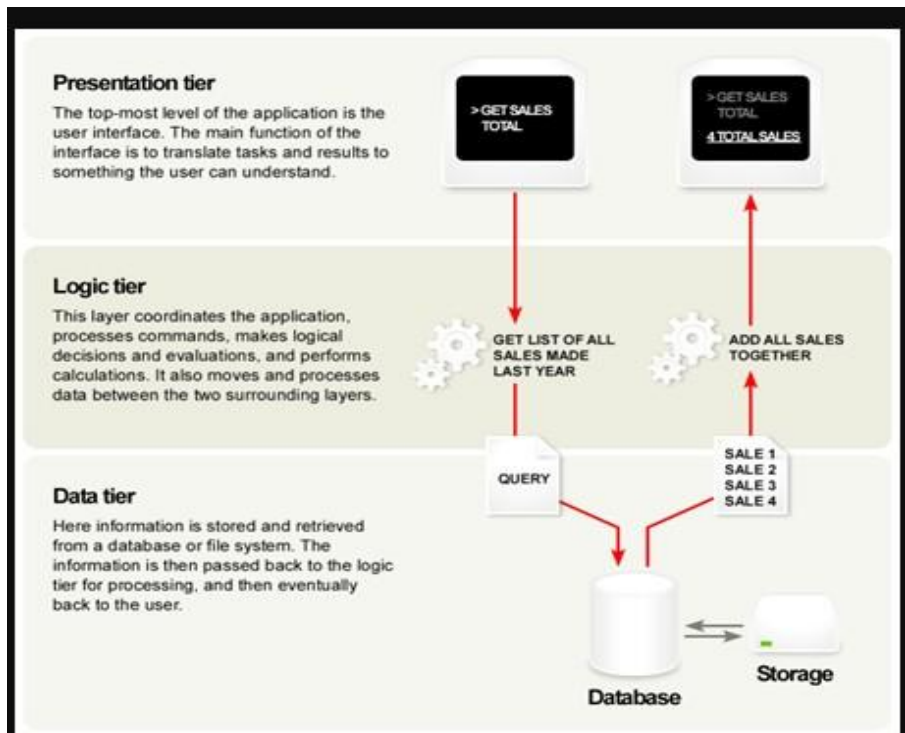 Presentation tier
The top-most level of the application is the
user interface. The main function of the
interface is to translate tasks and results to
something the user can understand.
> GET SALES
TOTAL
> GET SALES
TOTAL
4 TOTAL SALES
Logic tier
This layer coordinates the application,
processes commands, makes logical
decisions and evaluations, and performs
calculations. It also moves and processes
data between the two surrounding layers.
GET LIST OF ALL
SALES MADE
LAST YEAR
ADD ALL SALES
TOGETHER
QUERY
SALE 1
SALE 2
SALE 3
SALE 4
Data tier
Here information is stored and retrieved
from a database or file system. The
information is then passed back to the logic
tier for processing, and then eventually
back to the user.
Database
Storage